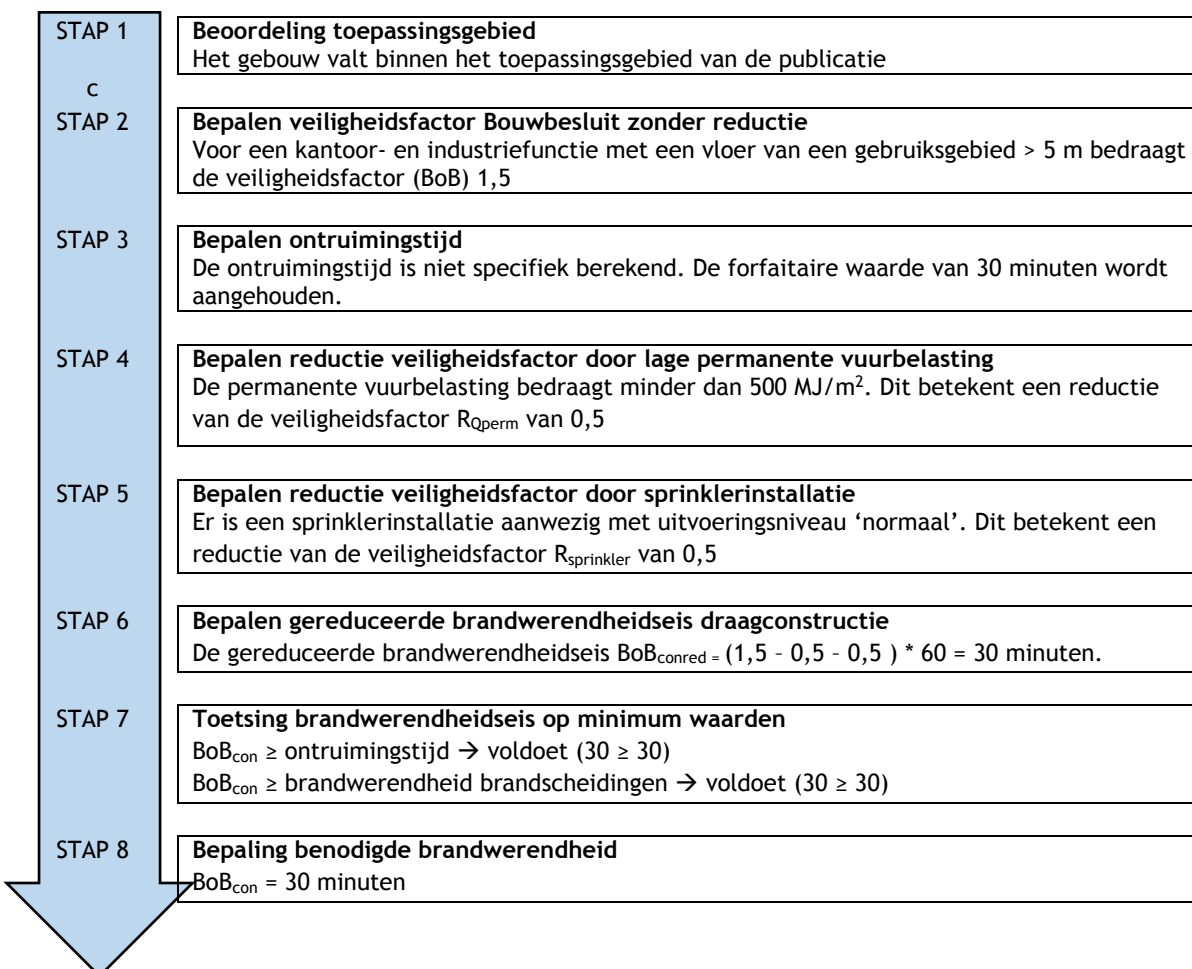 STAP 1
Beoordeling toepassingsgebied
Het gebouw valt binnen het toepassingsgebied van de publicatie
c
STAP 2
Bepalen veiligheidsfactor Bouwbesluit zonder reductie
Voor een kantoor- en industriefunctie met een vloer van een gebruiksgebied > 5 m bedraagt
de veiligheidsfactor (BoB) 1,5
STAP 3
Bepalen ontruimingstijd
De ontruimingstijd is niet specifiek berekend. De forfaitaire waarde van 30 minuten wordt
aangehouden.
STAP 4
Bepalen reductie veiligheidsfactor door lage permanente vuurbelasting
De permanente vuurbelasting bedraagt minder dan 500 MJ/m². Dit betekent een reductie
van de veiligheidsfactor RQperm van 0,5
STAP 5
Bepalen reductie veiligheidsfactor door sprinklerinstallatie
Er is een sprinklerinstallatie aanwezig met uitvoeringsniveau ‘normaal’. Dit betekent een
reductie van de veiligheidsfactor Rsprinkler van 0,5
STAP 6
Bepalen gereduceerde brandwerendheidseis draagconstructie
De gereduceerde brandwerendheidseis BoBconred = (1,5 – 0,5 – 0,5 ) * 60 = 30 minuten.
STAP 7
Toetsing brandwerendheidseis op minimum waarden
BoBcon ≥ ontruimingstijd → voldoet (30 ≥ 30)
BoBcon ≥ brandwerendheid brandscheidingen → voldoet (30 ≥ 30)
STAP 8
Bepaling benodigde brandwerendheid
BoBcon = 30 minuten